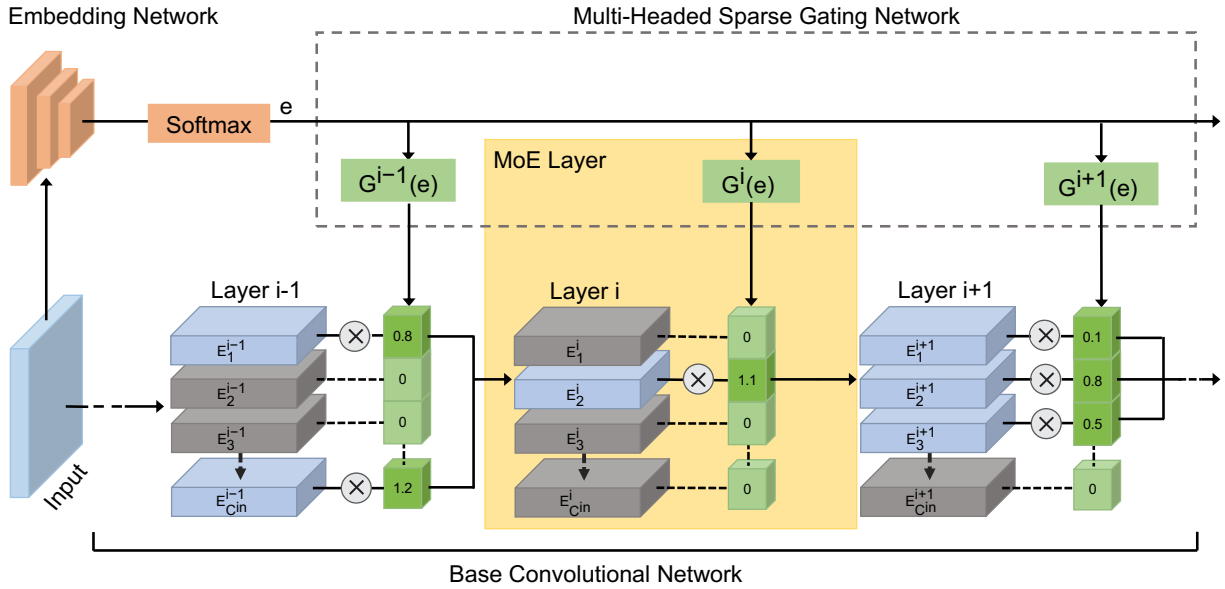 Embedding Network
Multi-Headed Sparse Gating Network
Softmax
e
MoE Layer
G^{i−1}(e)
G^{i}(e)
G^{i+1}(e)
Layer i-1
Layer i
Layer i+1
E_1^{i−1}
0.8
E_1^{i}
0
E_1^{i+1}
0.1
E_2^{i−1}
0
E_2^{i}
1.1
E_2^{i+1}
0.8
E_3^{i−1}
0
E_3^{i}
0
E_3^{i+1}
0.5
E_{Cin}^{i−1}
1.2
E_{Cin}^{i}
0
E_{Cin}^{i+1}
0
Input
Base Convolutional Network